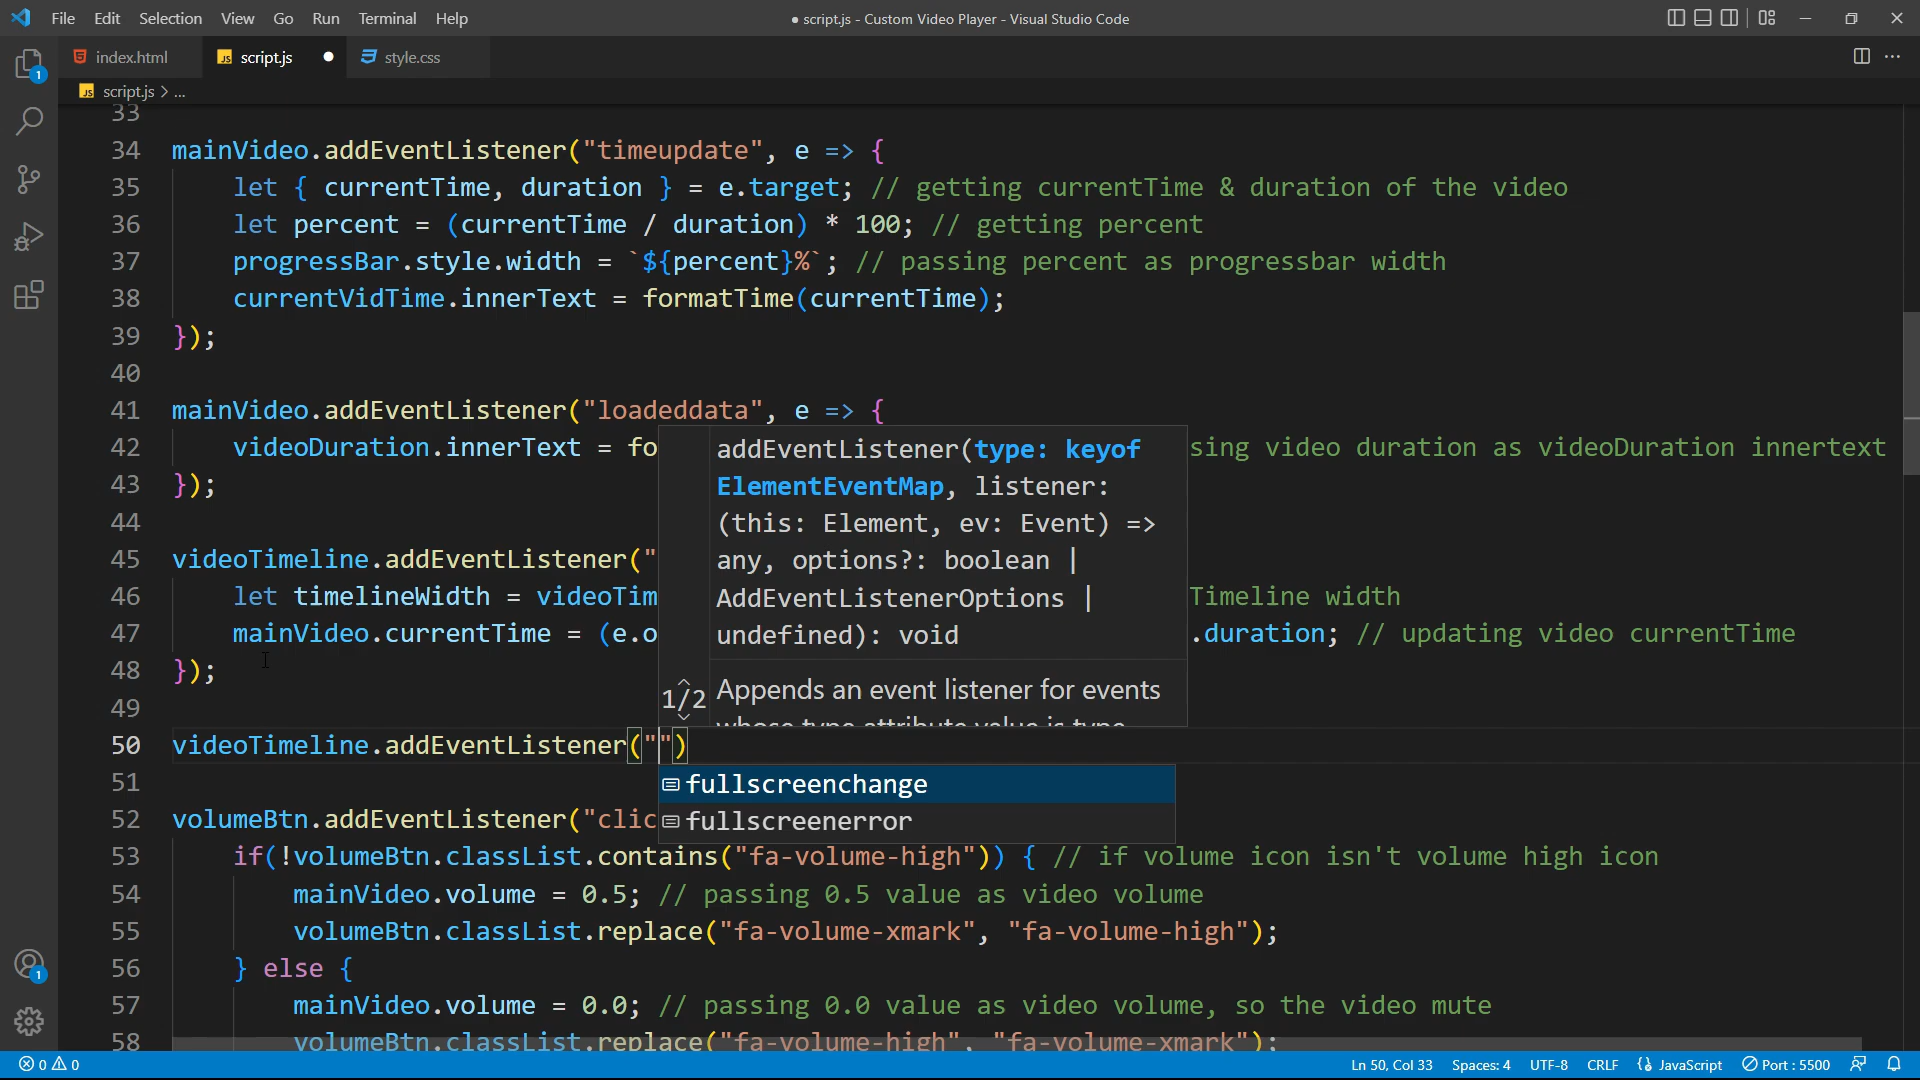 File Edit Selection View Go Run Terminal Help
● script.js - Custom Video Player - Visual Studio Code
index.html
script.js
style.css
script.js > ...
33
34 mainVideo.addEventListener("timeupdate", e => {
35 let { currentTime, duration } = e.target; // getting currentTime & duration of the video
36 let percent = (currentTime / duration) * 100; // getting percent
37 progressBar.style.width = `${percent}%`; // passing percent as progressbar width
38 currentVidTime.innerText = formatTime(currentTime);
39 });
40
41 mainVideo.addEventListener("loadeddata", e => {
42 videoDuration.innerText = fo
sing video duration as videoDuration innertext
43 });
44
45 videoTimeline.addEventListener("
46 let timelineWidth = videoTim
Timeline width
47 mainVideo.currentTime = (e.o
.duration; // updating video currentTime
48 });
49
addEventListener(type: keyof
ElementEventMap, listener:
(this: Element, ev: Event) =>
any, options?: boolean |
AddEventListenerOptions |
undefined): void
1/2
Appends an event listener for events
whose type attribute value is type
50 videoTimeline.addEventListener("")
51
fullscreenchange
fullscreenerror
52 volumeBtn.addEventListener("clic
53 if(!volumeBtn.classList.contains("fa-volume-high")) { // if volume icon isn't volume high icon
54 mainVideo.volume = 0.5; // passing 0.5 value as video volume
55 volumeBtn.classList.replace("fa-volume-xmark", "fa-volume-high");
56 } else {
57 mainVideo.volume = 0.0; // passing 0.0 value as video volume, so the video mute
58 volumeBtn.classList.replace("fa-volume-high", "fa-volume-xmark");
1
1
0 0
Ln 50, Col 33 Spaces: 4 UTF-8 CRLF JavaScript Port : 5500